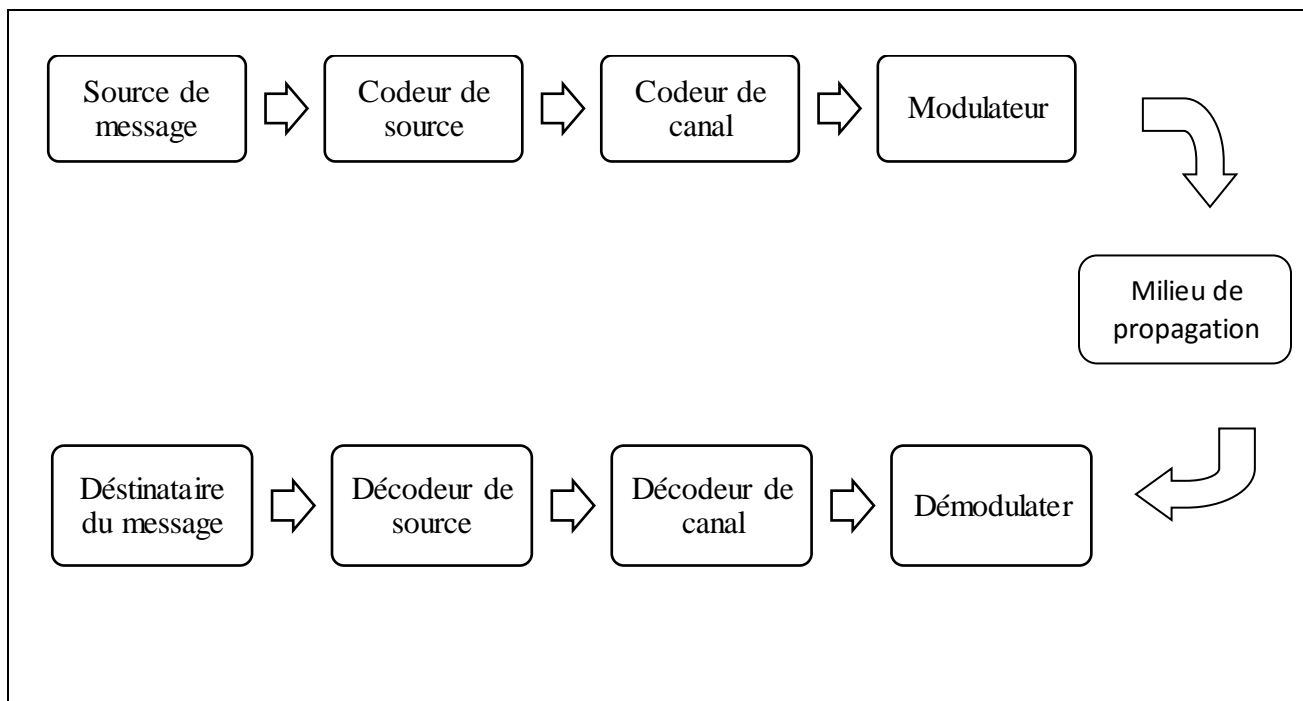 Source de
message
Codeur de
source
Codeur de
canal
Modulateur
Milieu de
propagation
Déstinataire
du message
Décodeur de
source
Décodeur de
canal
Démodulater